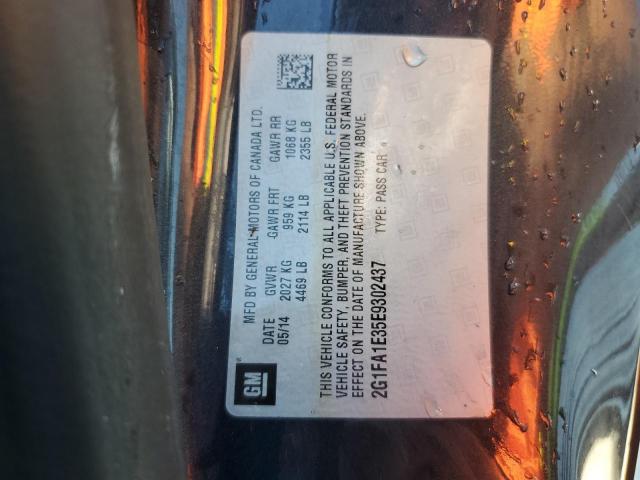 GM
MFD BY GENERAL MOTORS OF CANADA LTD.
DATE GVWR GAWR FRT GAWR RR
05/14 2027 KG 959 KG 1068 KG
4469 LB 2114 LB 2355 LB
THIS VEHICLE CONFORMS TO ALL APPLICABLE U.S. FEDERAL MOTOR
VEHICLE SAFETY, BUMPER, AND THEFT PREVENTION STANDARDS IN
EFFECT ON THE DATE OF MANUFACTURE SHOWN ABOVE.
2G1FA1E35E9302437 TYPE: PASS CAR